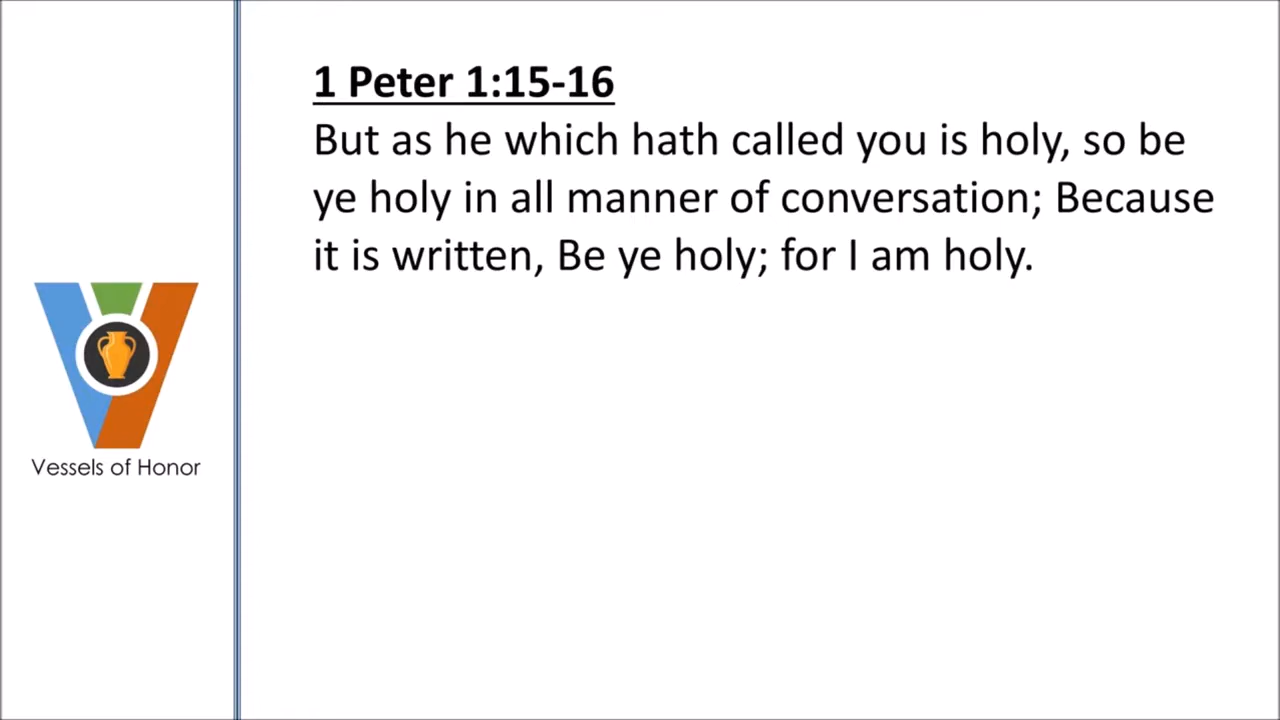 1 Peter 1:15-16
But as he which hath called you is holy, so be
ye holy in all manner of conversation; Because
it is written, Be ye holy; for I am holy.
Vessels of Honor